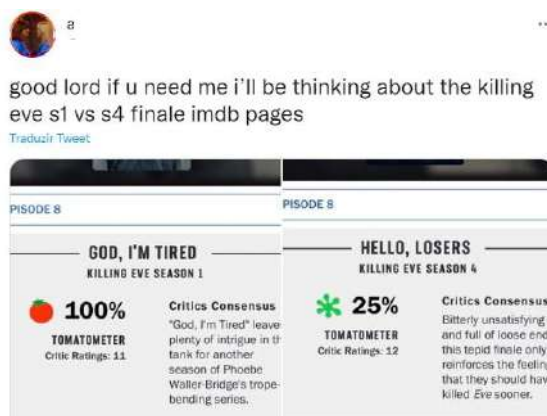 a
good lord if u need me i'll be thinking about the killing
eve s1 vs s4 finale imdb pages
Traduzir Tweet
PISODE 8
GOD, I'M TIRED
KILLING EVE SEASON 1
100%
TOMATOMETER
Critic Ratings: 11
Critics Consensus
"God, I'm Tired" leave
plenty of intrigue in th
tank for another
season of Phoebe
Waller-Bridge's trope-
bending series.
PISODE 8
HELLO, LOSERS
KILLING EVE SEASON 4
25%
TOMATOMETER
Critic Ratings: 12
Critics Consensus
Bitterly unsatisfying
and full of loose end
this tepid finale only
reinforces the feeling
that they should hav
killed Eve sooner.